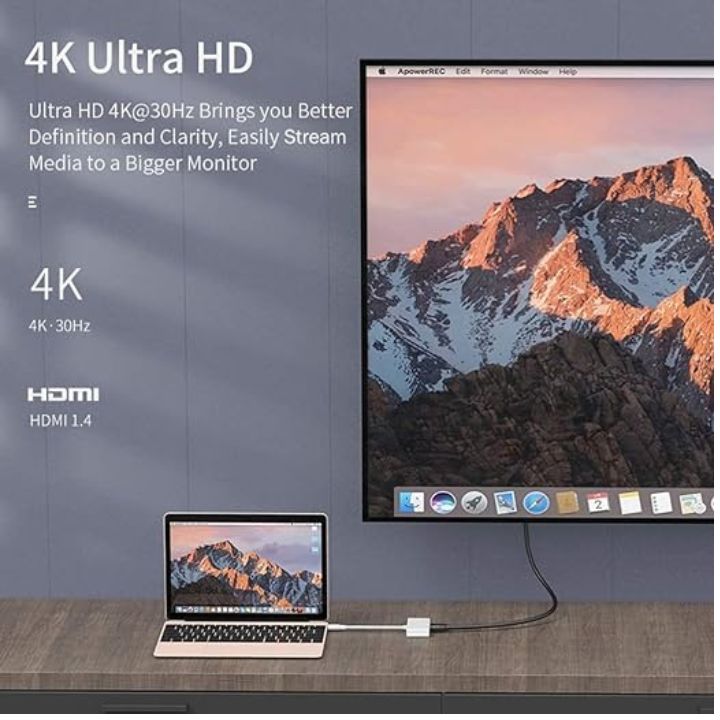 4K Ultra HD
Ultra HD 4K@30Hz Brings you Better
Definition and Clarity, Easily Stream
Media to a Bigger Monitor
E
4K
4K·30Hz
HDMI
HDMI 1.4
ApowerREC Edit Format Window Help
2